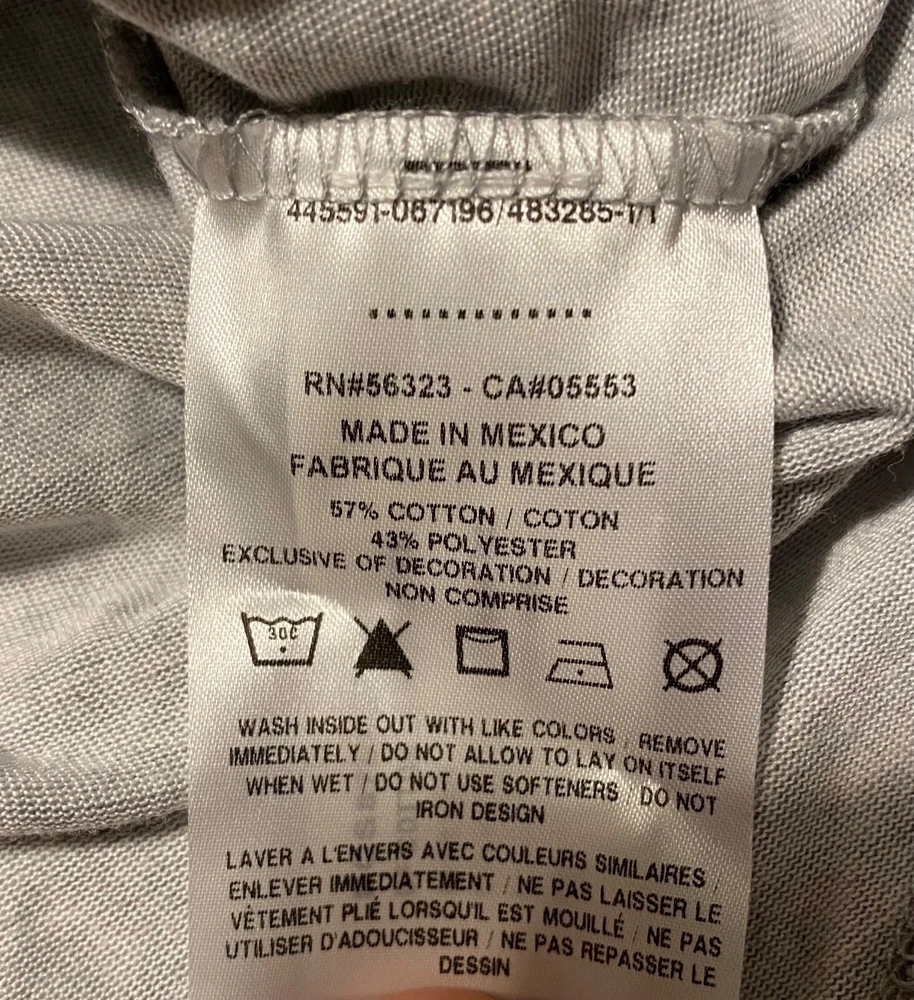 445591-067196/483285-1/1
RN#56323 - CA#05553
MADE IN MEXICO
FABRIQUE AU MEXIQUE
57% COTTON / COTON
43% POLYESTER
EXCLUSIVE OF DECORATION / DECORATION
NON COMPRISE
30C
WASH INSIDE OUT WITH LIKE COLORS / REMOVE
IMMEDIATELY / DO NOT ALLOW TO LAY ON ITSELF
WHEN WET / DO NOT USE SOFTENERS / DO NOT
IRON DESIGN
LAVER A L'ENVERS AVEC COULEURS SIMILAIRES /
ENLEVER IMMEDIATEMENT / NE PAS LAISSER LE
VÊTEMENT PLIÉ LORSQU'IL EST MOUILLÉ / NE PAS
UTILISER D'ADOUCISSEUR / NE PAS REPASSER LE
DESSIN